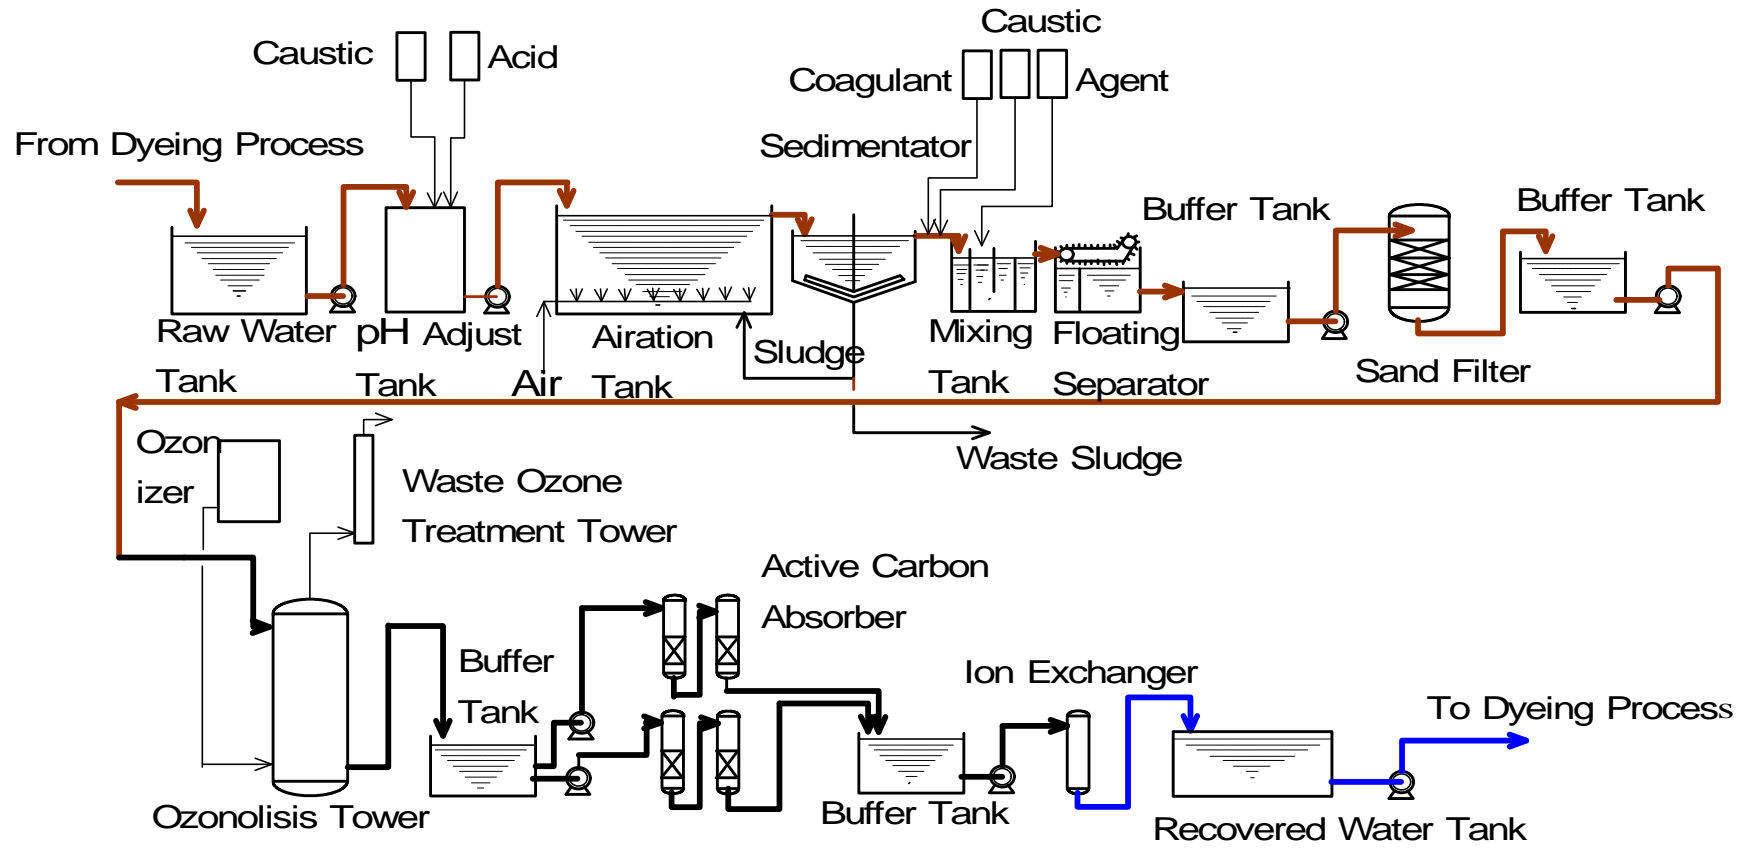 Caustic
Caustic
Acid
Coagulant
Agent
From Dyeing Process
Sedimentator
Buffer Tank
Buffer Tank
Raw Water
Tank
pH Adjust
Tank
Air
Airation
Tank
Sludge
Mixing
Tank
Floating
Separator
Sand Filter
Waste Sludge
Ozon
izer
Waste Ozone
Treatment Tower
Active Carbon
Absorber
Buffer
Tank
Ion Exchanger
To Dyeing Process
Ozonolisis Tower
Buffer Tank
Recovered Water Tank